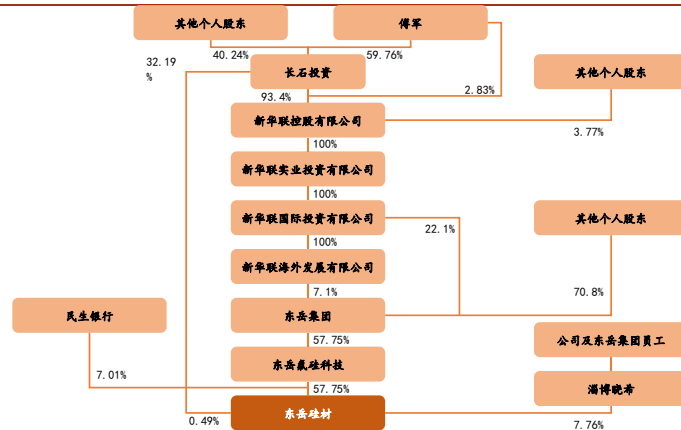 其他个人股东
傅军
40.24%
59.76%
32.19
%
长石投资
其他个人股东
93.4%
2.83%
新华联控股有限公司
3.77%
100%
新华联实业投资有限公司
100%
新华联国际投资有限公司
其他个人股东
22.1%
100%
新华联海外发展有限公司
7.1%
70.8%
民生银行
东岳集团
57.75%
公司及东岳集团员工
东岳氟硅科技
7.01%
57.75%
淄博晓希
东岳硅材
0.49%
7.76%